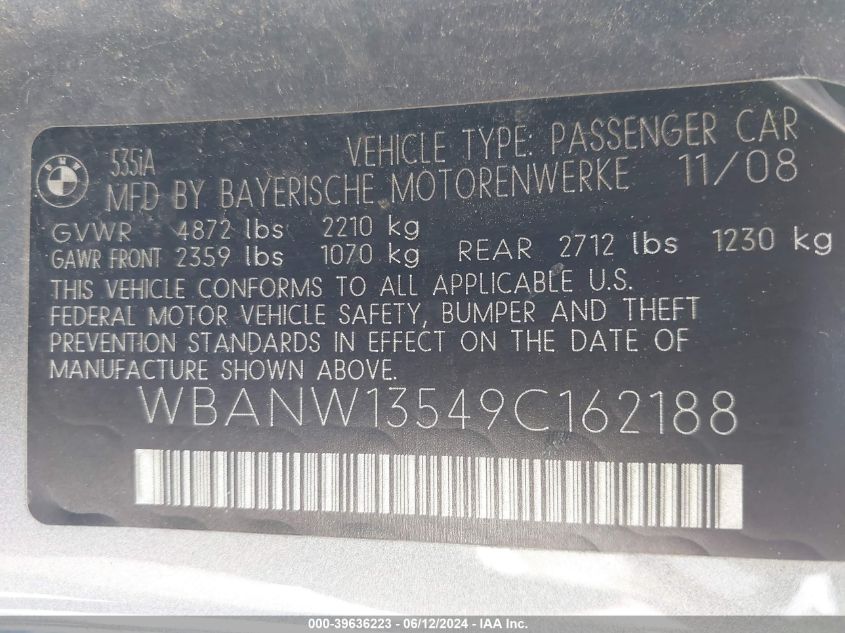 BMW
535iA VEHICLE TYPE: PASSENGER CAR
MFD BY BAYERISCHE MOTORENWERKE 11/08
GVWR 4872 lbs 2210 kg
GAWR FRONT 2359 lbs 1070 kg REAR 2712 lbs 1230 kg
THIS VEHICLE CONFORMS TO ALL APPLICABLE U.S.
FEDERAL MOTOR VEHICLE SAFETY, BUMPER AND THEFT
PREVENTION STANDARDS IN EFFECT ON THE DATE OF
MANUFACTURE SHOWN ABOVE.
WBANW13549C162188
000-39636223 - 06/12/2024 - IAA Inc.